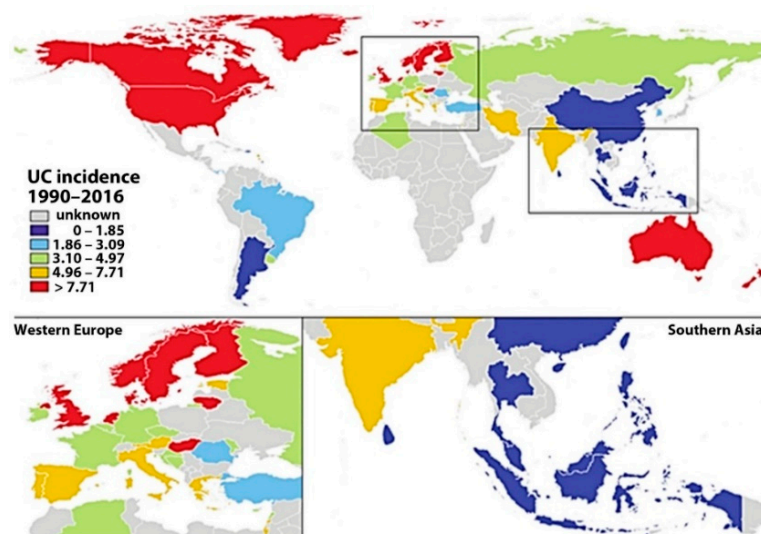 UC incidence
1990–2016
unknown
0 – 1.85
1.86 – 3.09
3.10 – 4.97
4.96 – 7.71
> 7.71
Western Europe
Southern Asia